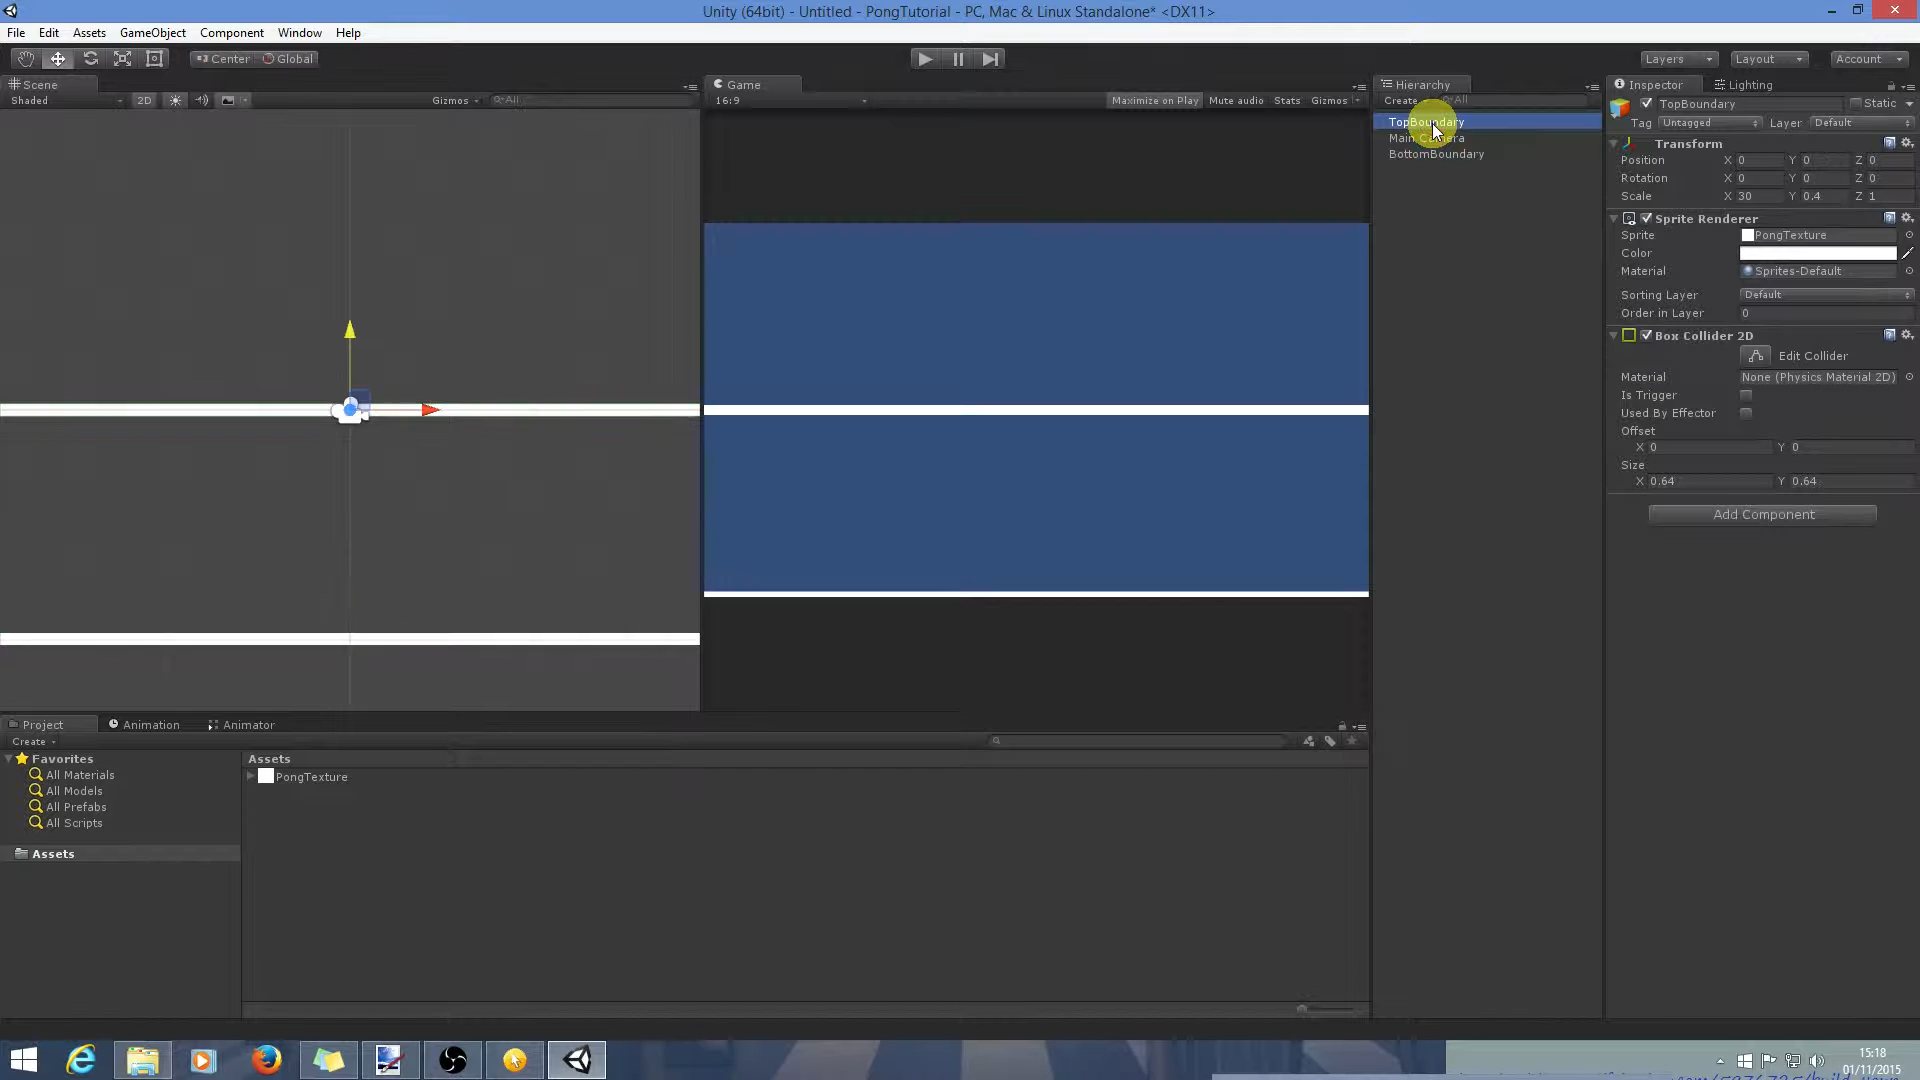 Unity (64bit) - Untitled - PongTutorial - PC, Mac & Linux Standalone* <DX11>
File Edit Assets GameObject Component Window Help
Center Global
Layers Layout Account
Scene
Shaded 2D Gizmos All
Game
16:9 Maximize on Play Mute audio Stats Gizmos
Hierarchy
Create All
TopBoundary
Main Camera
BottomBoundary
Inspector Lighting
TopBoundary Static
Tag Untagged Layer Default
Transform
Position X 0 Y 0 Z 0
Rotation X 0 Y 0 Z 0
Scale X 30 Y 0.4 Z 1
Sprite Renderer
Sprite PongTexture
Color
Material Sprites-Default
Sorting Layer Default
Order in Layer 0
Box Collider 2D
Edit Collider
Material None (Physics Material 2D)
Is Trigger
Used By Effector
Offset
X 0 Y 0
Size
X 0.64 Y 0.64
Add Component
Project Animation Animator
Create
Favorites
All Materials
All Models
All Prefabs
All Scripts
Assets
Assets
PongTexture
15:18
01/11/2015